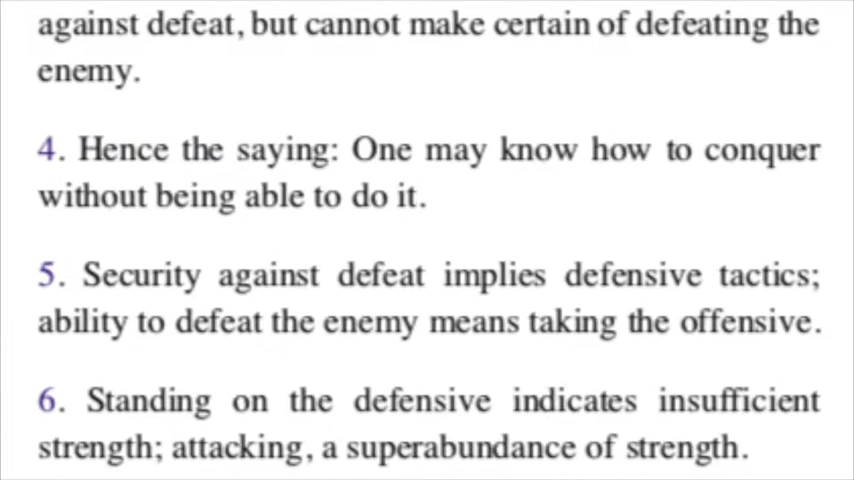 against defeat, but cannot make certain of defeating the
enemy.
4. Hence the saying: One may know how to conquer
without being able to do it.
5. Security against defeat implies defensive tactics;
ability to defeat the enemy means taking the offensive.
6. Standing on the defensive indicates insufficient
strength; attacking, a superabundance of strength.